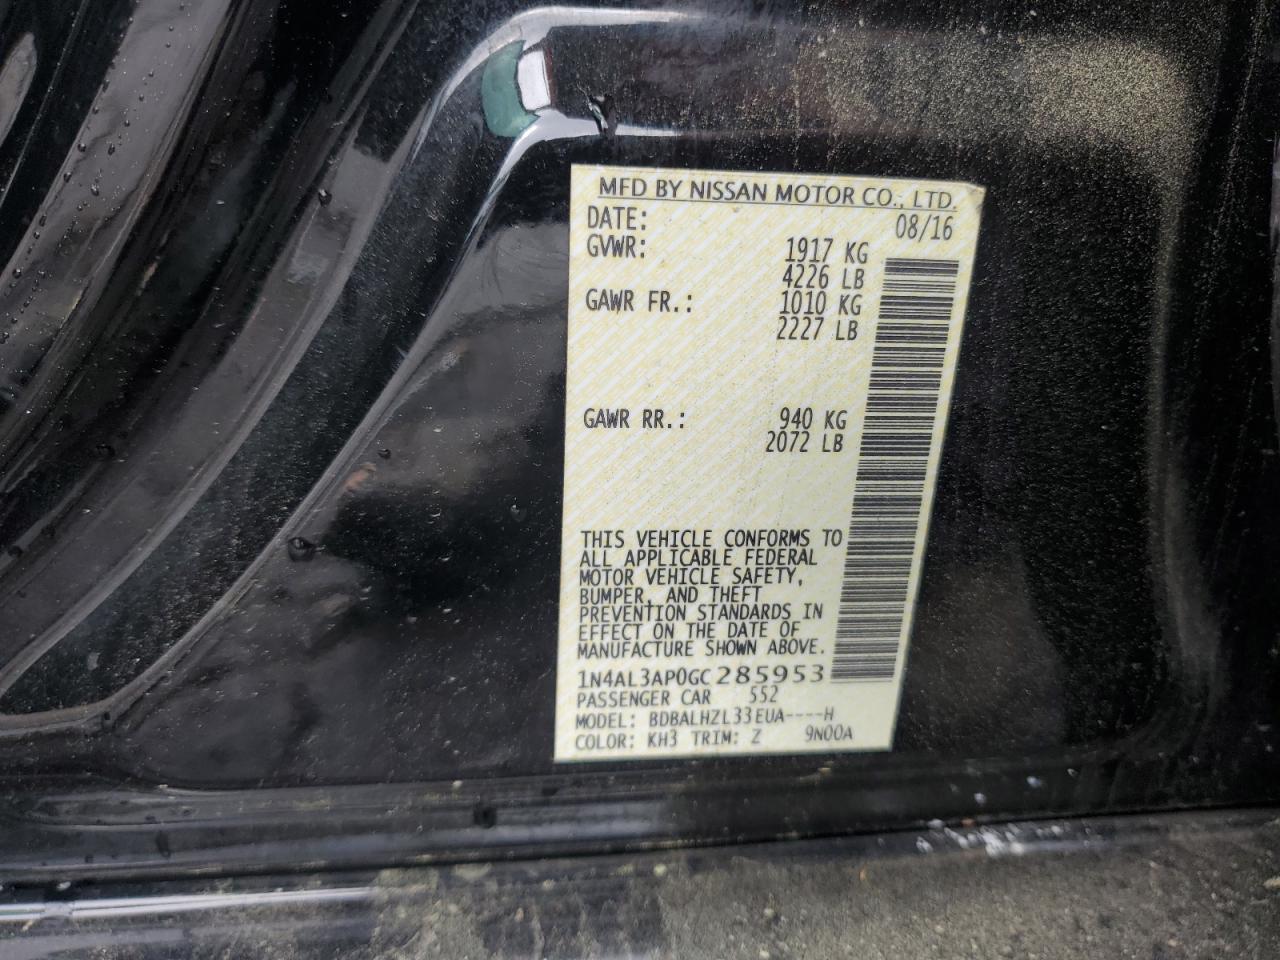 MFD BY NISSAN MOTOR CO., LTD.
DATE: 08/16
GVWR: 1917 KG
4226 LB
GAWR FR.: 1010 KG
2227 LB
GAWR RR.: 940 KG
2072 LB
THIS VEHICLE CONFORMS TO
ALL APPLICABLE FEDERAL
MOTOR VEHICLE SAFETY,
BUMPER, AND THEFT
PREVENTION STANDARDS IN
EFFECT ON THE DATE OF
MANUFACTURE SHOWN ABOVE.
1N4AL3AP0GC285953
PASSENGER CAR 552
MODEL: BDBALHZL33EUA----H
COLOR: KH3 TRIM: Z 9N00A